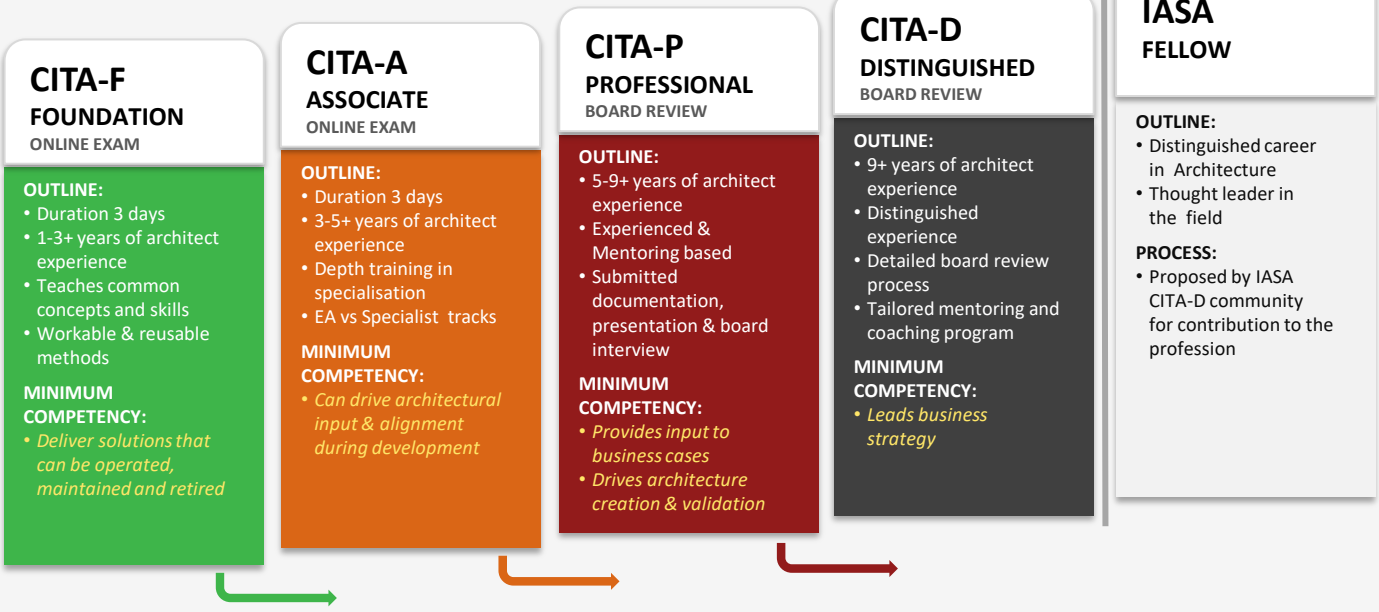 CITA-F
FOUNDATION
ONLINE EXAM
OUTLINE:
• Duration 3 days
• 1-3+ years of architect
experience
• Teaches common
concepts and skills
• Workable & reusable
methods
MINIMUM
COMPETENCY:
• Deliver solutions that
can be operated,
maintained and retired
CITA-A
ASSOCIATE
ONLINE EXAM
OUTLINE:
• Duration 3 days
• 3-5+ years of architect
experience
• Depth training in
specialisation
• EA vs Specialist tracks
MINIMUM
COMPETENCY:
• Can drive architectural
input & alignment
during development
CITA-P
PROFESSIONAL
BOARD REVIEW
OUTLINE:
• 5-9+ years of architect
experience
• Experienced &
Mentoring based
• Submitted
documentation,
presentation & board
interview
MINIMUM
COMPETENCY:
• Provides input to
business cases
• Drives architecture
creation & validation
CITA-D
DISTINGUISHED
BOARD REVIEW
OUTLINE:
• 9+ years of architect
experience
• Distinguished
experience
• Detailed board review
process
• Tailored mentoring and
coaching program
MINIMUM
COMPETENCY:
• Leads business
strategy
IASA
FELLOW
OUTLINE:
• Distinguished career
in Architecture
• Thought leader in
the field
PROCESS:
• Proposed by IASA
CITA-D community
for contribution to the
profession